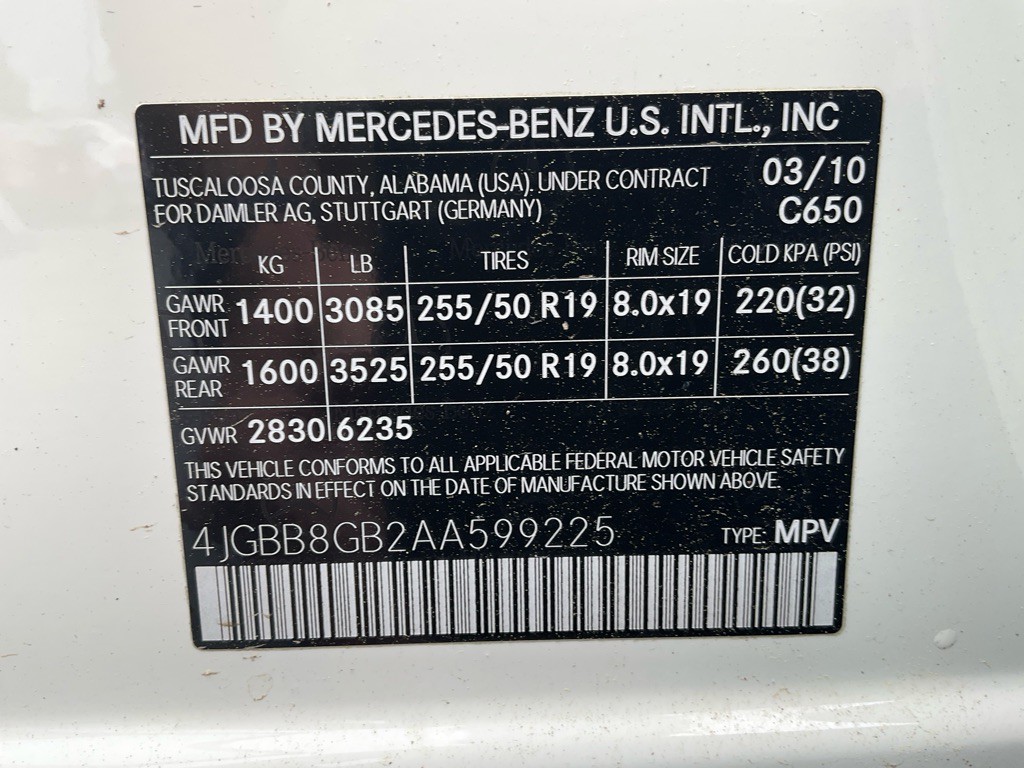 MFD BY MERCEDES-BENZ U.S. INTL., INC
TUSCALOOSA COUNTY, ALABAMA (USA). UNDER CONTRACT 03/10
FOR DAIMLER AG, STUTTGART (GERMANY) C650
KG LB TIRES RIM SIZE COLD KPA (PSI)
GAWR FRONT 1400 3085 255/50 R19 8.0x19 220(32)
GAWR REAR 1600 3525 255/50 R19 8.0x19 260(38)
GVWR 2830 6235
THIS VEHICLE CONFORMS TO ALL APPLICABLE FEDERAL MOTOR VEHICLE SAFETY
STANDARDS IN EFFECT ON THE DATE OF MANUFACTURE SHOWN ABOVE.
4JGBB8GB2AA599225 TYPE: MPV